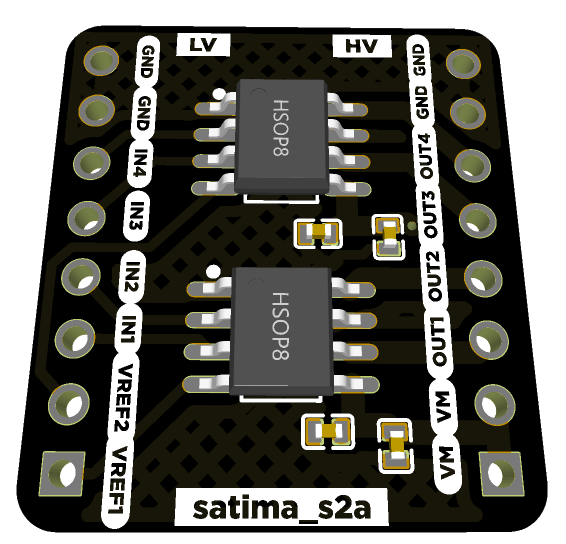 LV
HV
GND
GND
IN4
IN3
IN2
IN1
VREF2
VREF1
HSOP8
HSOP8
GND
GND
OUT4
OUT3
OUT2
OUT1
VM
VM
satima_s2a